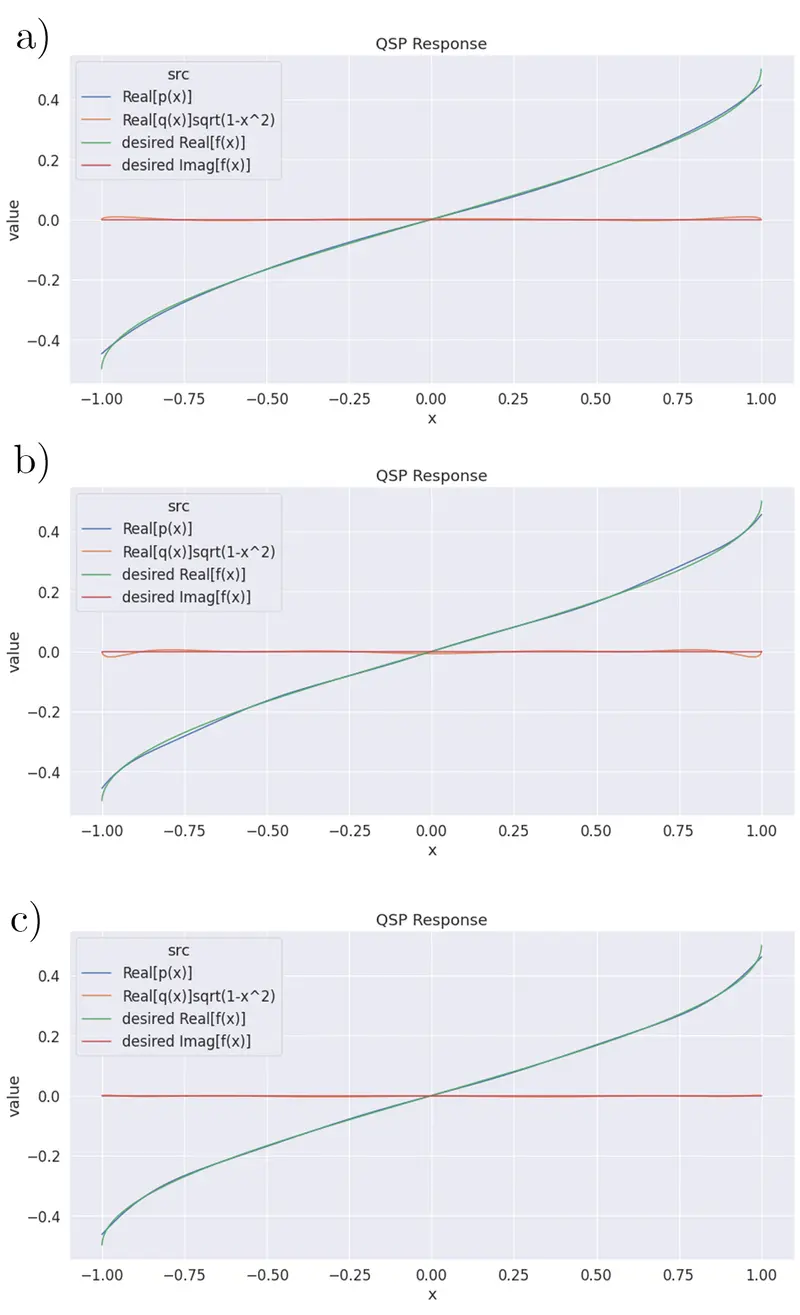 a)
QSP Response
src
Real[p(x)]
Real[q(x)]sqrt(1-x^2)
desired Real[f(x)]
desired Imag[f(x)]
value
0.4
0.2
0.0
−0.2
−0.4
−1.00 −0.75 −0.50 −0.25 0.00 0.25 0.50 0.75 1.00
x
b)
QSP Response
src
Real[p(x)]
Real[q(x)]sqrt(1-x^2)
desired Real[f(x)]
desired Imag[f(x)]
value
0.4
0.2
0.0
−0.2
−0.4
−1.00 −0.75 −0.50 −0.25 0.00 0.25 0.50 0.75 1.00
x
c)
QSP Response
src
Real[p(x)]
Real[q(x)]sqrt(1-x^2)
desired Real[f(x)]
desired Imag[f(x)]
value
0.4
0.2
0.0
−0.2
−0.4
−1.00 −0.75 −0.50 −0.25 0.00 0.25 0.50 0.75 1.00
x